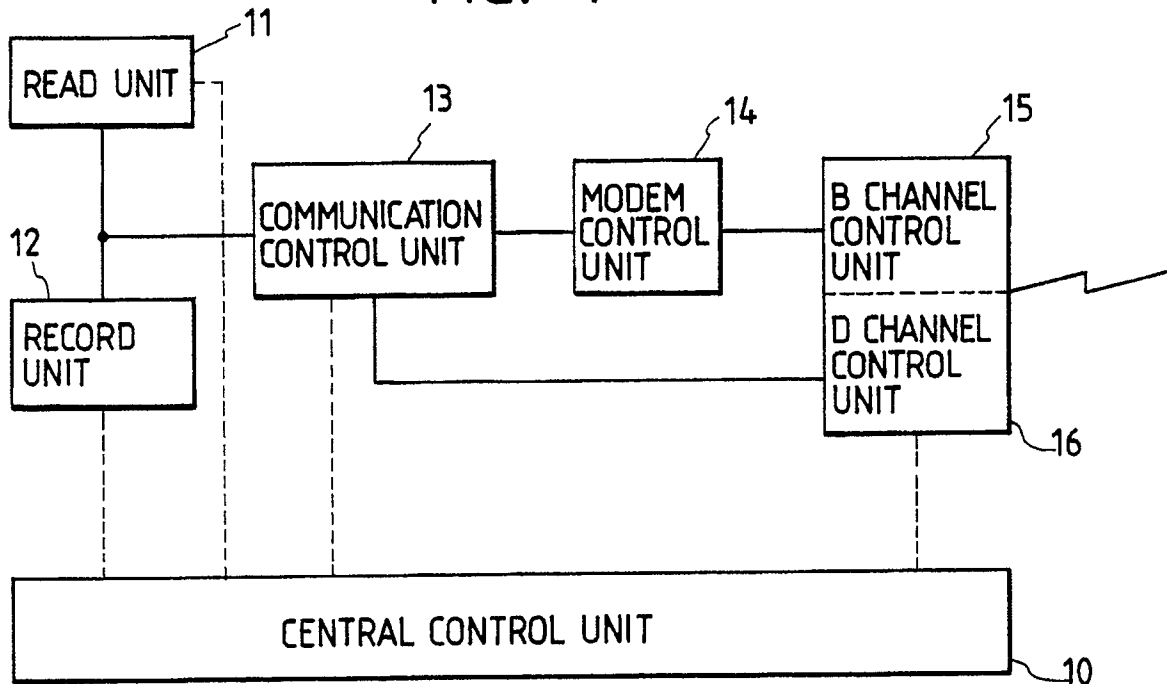 11
READ UNIT
13
14
15
COMMUNICATION
CONTROL UNIT
MODEM
CONTROL
UNIT
B CHANNEL
CONTROL
UNIT
12
RECORD
UNIT
D CHANNEL
CONTROL
UNIT
16
CENTRAL CONTROL UNIT
10